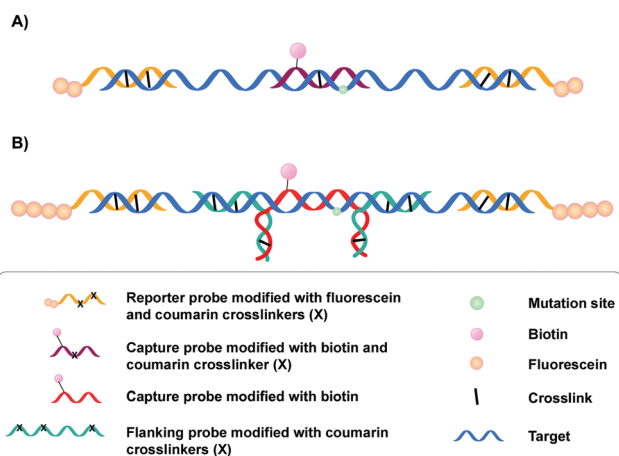 A)
B)
Reporter probe modified with fluorescein
and coumarin crosslinkers (X)
Capture probe modified with biotin and
coumarin crosslinker (X)
Capture probe modified with biotin
Flanking probe modified with coumarin
crosslinkers (X)
X X
X
X X X
Mutation site
Biotin
Fluorescein
Crosslink
Target